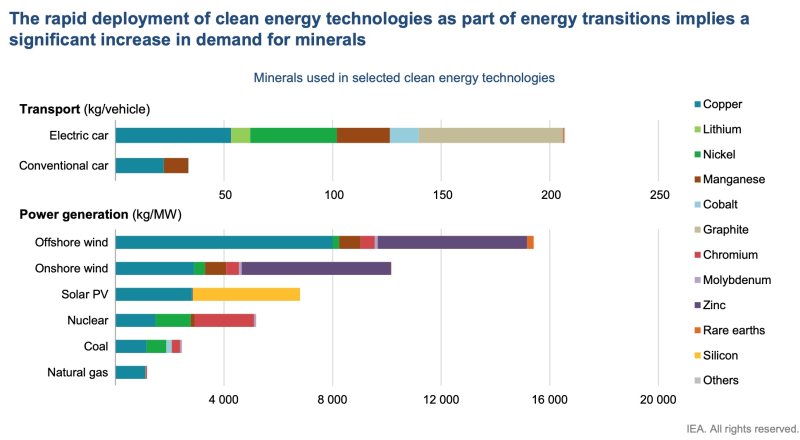 The rapid deployment of clean energy technologies as part of energy transitions implies a
significant increase in demand for minerals
Minerals used in selected clean energy technologies
Transport (kg/vehicle)
Electric car
Conventional car
50
100
150
200
250
Power generation (kg/MW)
Offshore wind
Onshore wind
Solar PV
Nuclear
Coal
Natural gas
4 000
8 000
12 000
16 000
20 000
Copper
Lithium
Nickel
Manganese
Cobalt
Graphite
Chromium
Molybdenum
Zinc
Rare earths
Silicon
Others
IEA. All rights reserved.